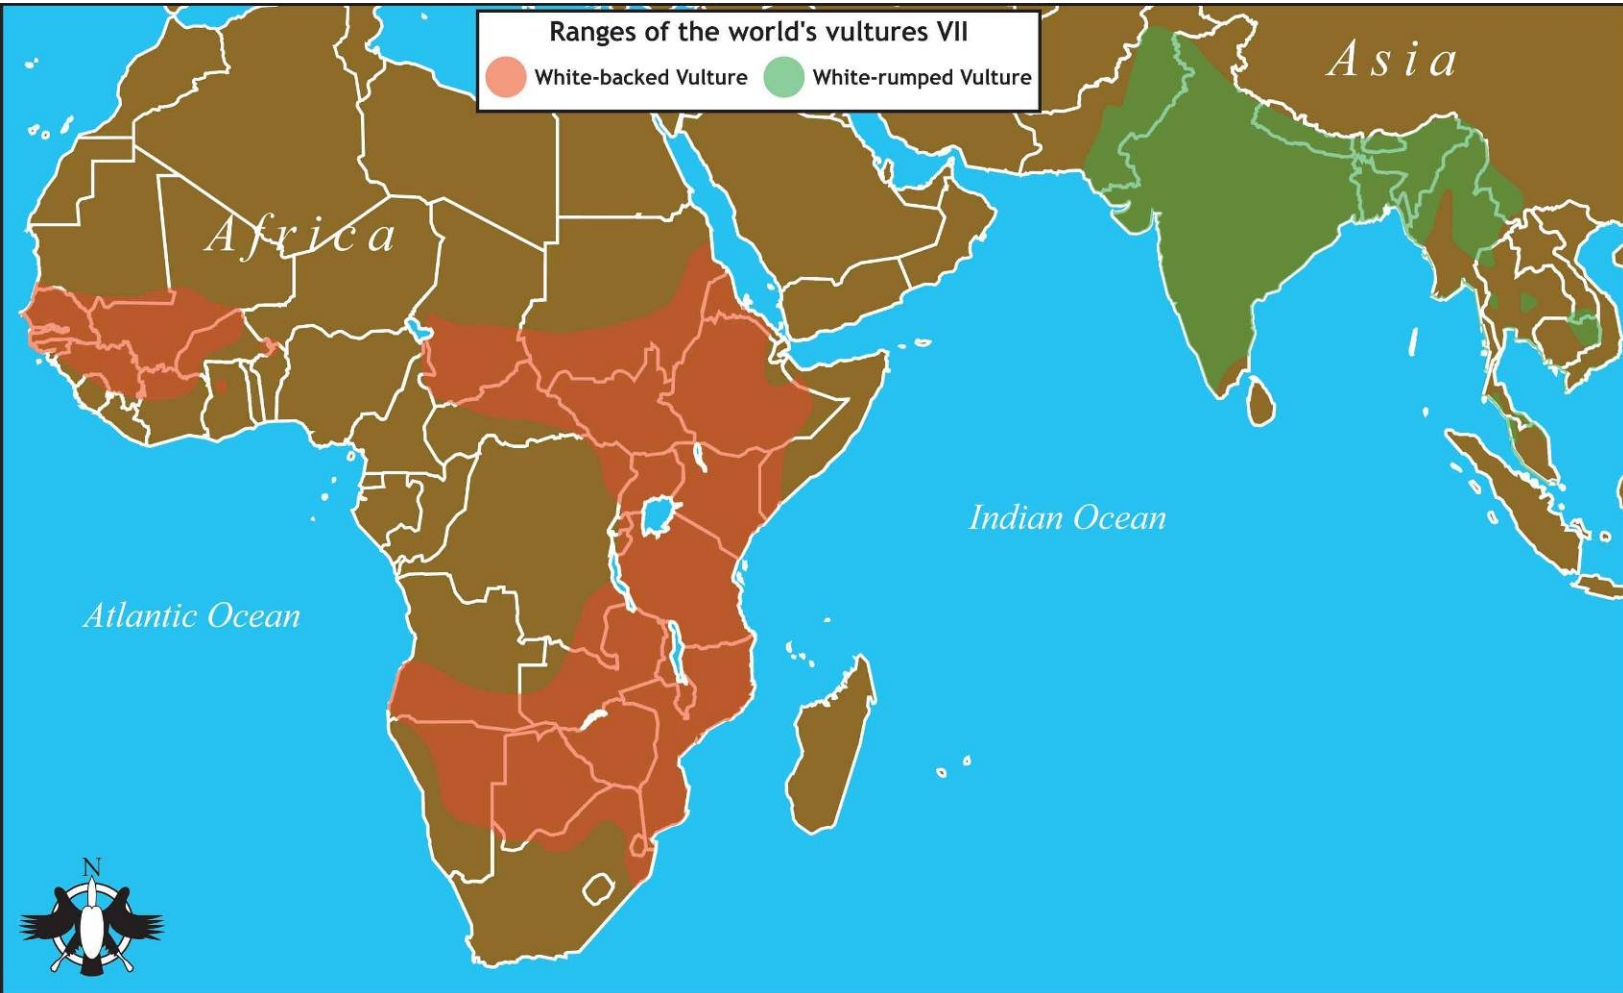 Ranges of the world's vultures VII
White-backed Vulture White-rumped Vulture
Asia
Africa
Indian Ocean
Atlantic Ocean
N